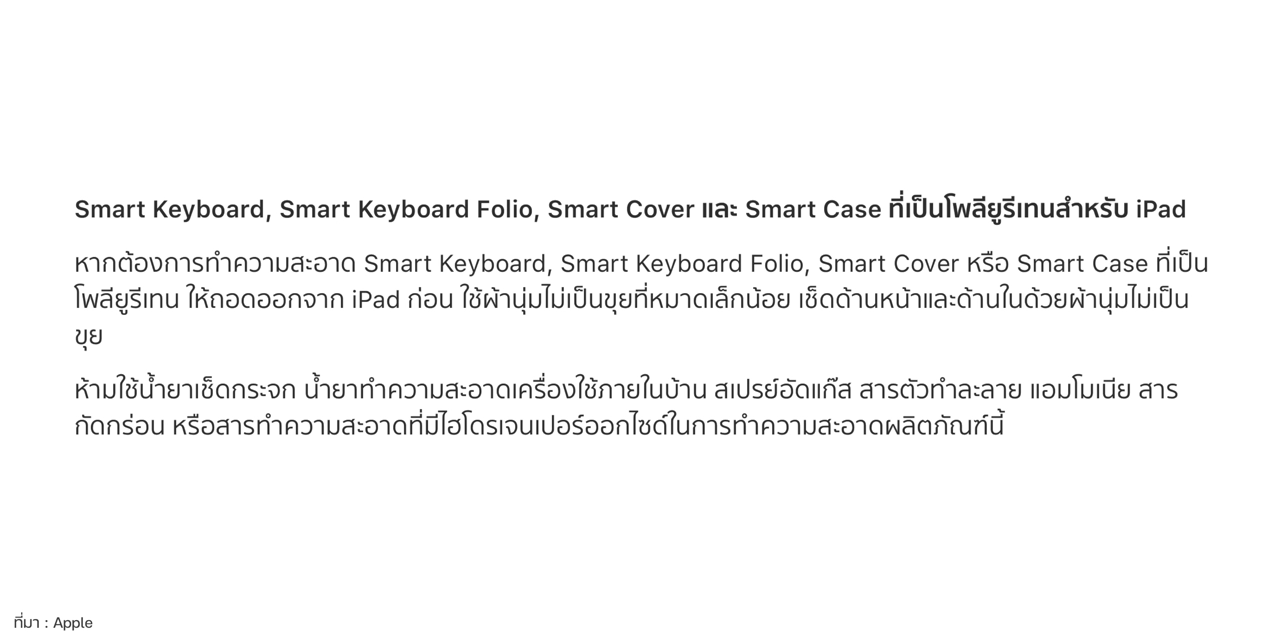 Smart Keyboard, Smart Keyboard Folio, Smart Cover และ Smart Case ที่เป็นโพลียูรีเทนสำหรับ iPad
หากต้องการทำความสะอาด Smart Keyboard, Smart Keyboard Folio, Smart Cover หรือ Smart Case ที่เป็น
โพลียูรีเทน ให้ถอดออกจาก iPad ก่อน ใช้ผ้านุ่มไม่เป็นขุยที่หมาดเล็กน้อย เช็ดด้านหน้าและด้านในด้วยผ้านุ่มไม่เป็น
ขุย
ห้ามใช้น้ำยาเช็ดกระจก น้ำยาทำความสะอาดเครื่องใช้ภายในบ้าน สเปรย์อัดแก๊ส สารตัวทำละลาย แอมโมเนีย สาร
กัดกร่อน หรือสารทำความสะอาดที่มีไฮโดรเจนเปอร์ออกไซด์ในการทำความสะอาดผลิตภัณฑ์นี้
ที่มา : Apple